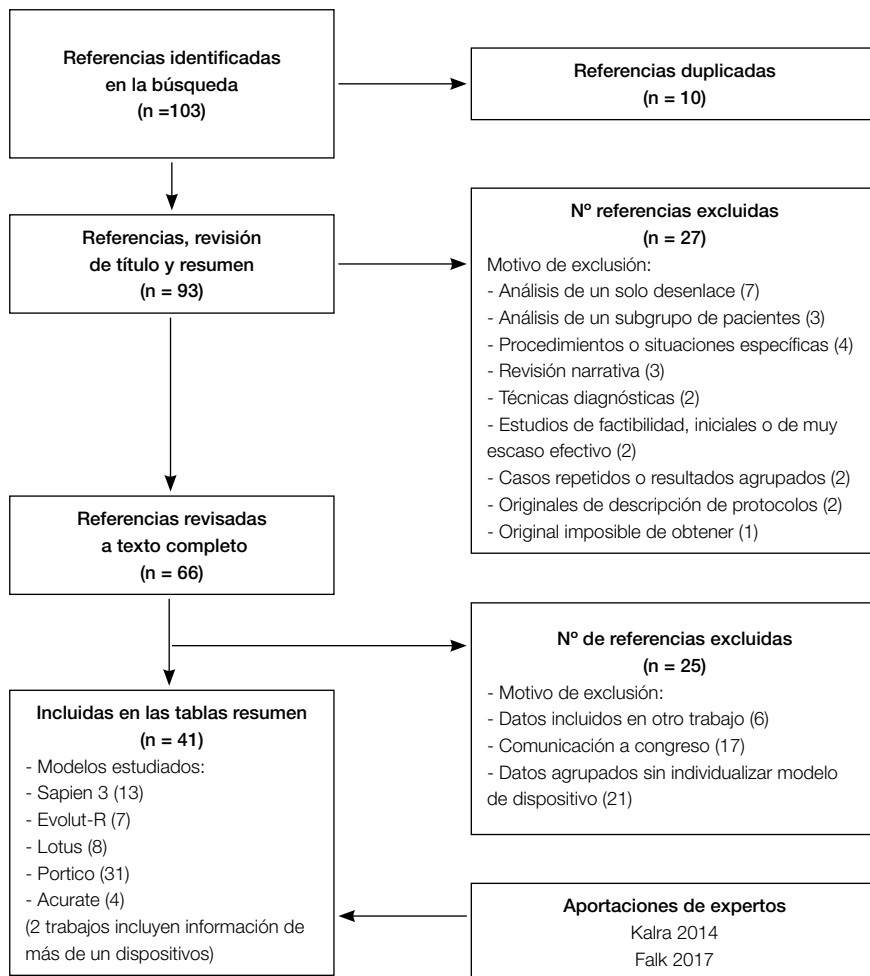 Referencias identificadas
en la búsqueda
(n =103)
Referencias duplicadas
(n = 10)
Referencias, revisión
de título y resumen
(n = 93)
Nº referencias excluidas
(n = 27)
Motivo de exclusión:
- Análisis de un solo desenlace (7)
- Análisis de un subgrupo de pacientes (3)
- Procedimientos o situaciones específicas (4)
- Revisión narrativa (3)
- Técnicas diagnósticas (2)
- Estudios de factibilidad, iniciales o de muy
escaso efectivo (2)
- Casos repetidos o resultados agrupados (2)
- Originales de descripción de protocolos (2)
- Original imposible de obtener (1)
Referencias revisadas
a texto completo
(n = 66)
Nº de referencias excluidas
(n = 25)
- Motivo de exclusión:
- Datos incluidos en otro trabajo (6)
- Comunicación a congreso (17)
- Datos agrupados sin individualizar modelo
de dispositivo (21)
Incluidas en las tablas resumen
(n = 41)
- Modelos estudiados:
- Sapien 3 (13)
- Evolut-R (7)
- Lotus (8)
- Portico (31)
- Acurate (4)
(2 trabajos incluyen información de
más de un dispositivos)
Aportaciones de expertos
Kalra 2014
Falk 2017